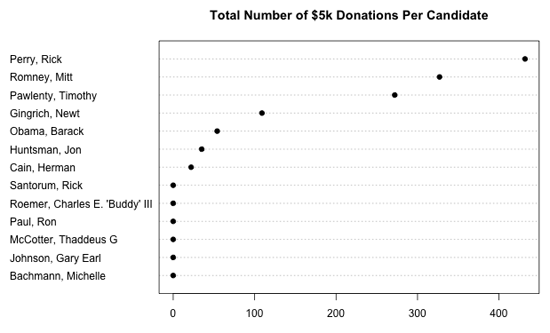 Total Number of $5k Donations Per Candidate
Perry, Rick
Romney, Mitt
Pawlenty, Timothy
Gingrich, Newt
Obama, Barack
Huntsman, Jon
Cain, Herman
Santorum, Rick
Roemer, Charles E. 'Buddy' III
Paul, Ron
McCotter, Thaddeus G
Johnson, Gary Earl
Bachmann, Michelle
0 100 200 300 400